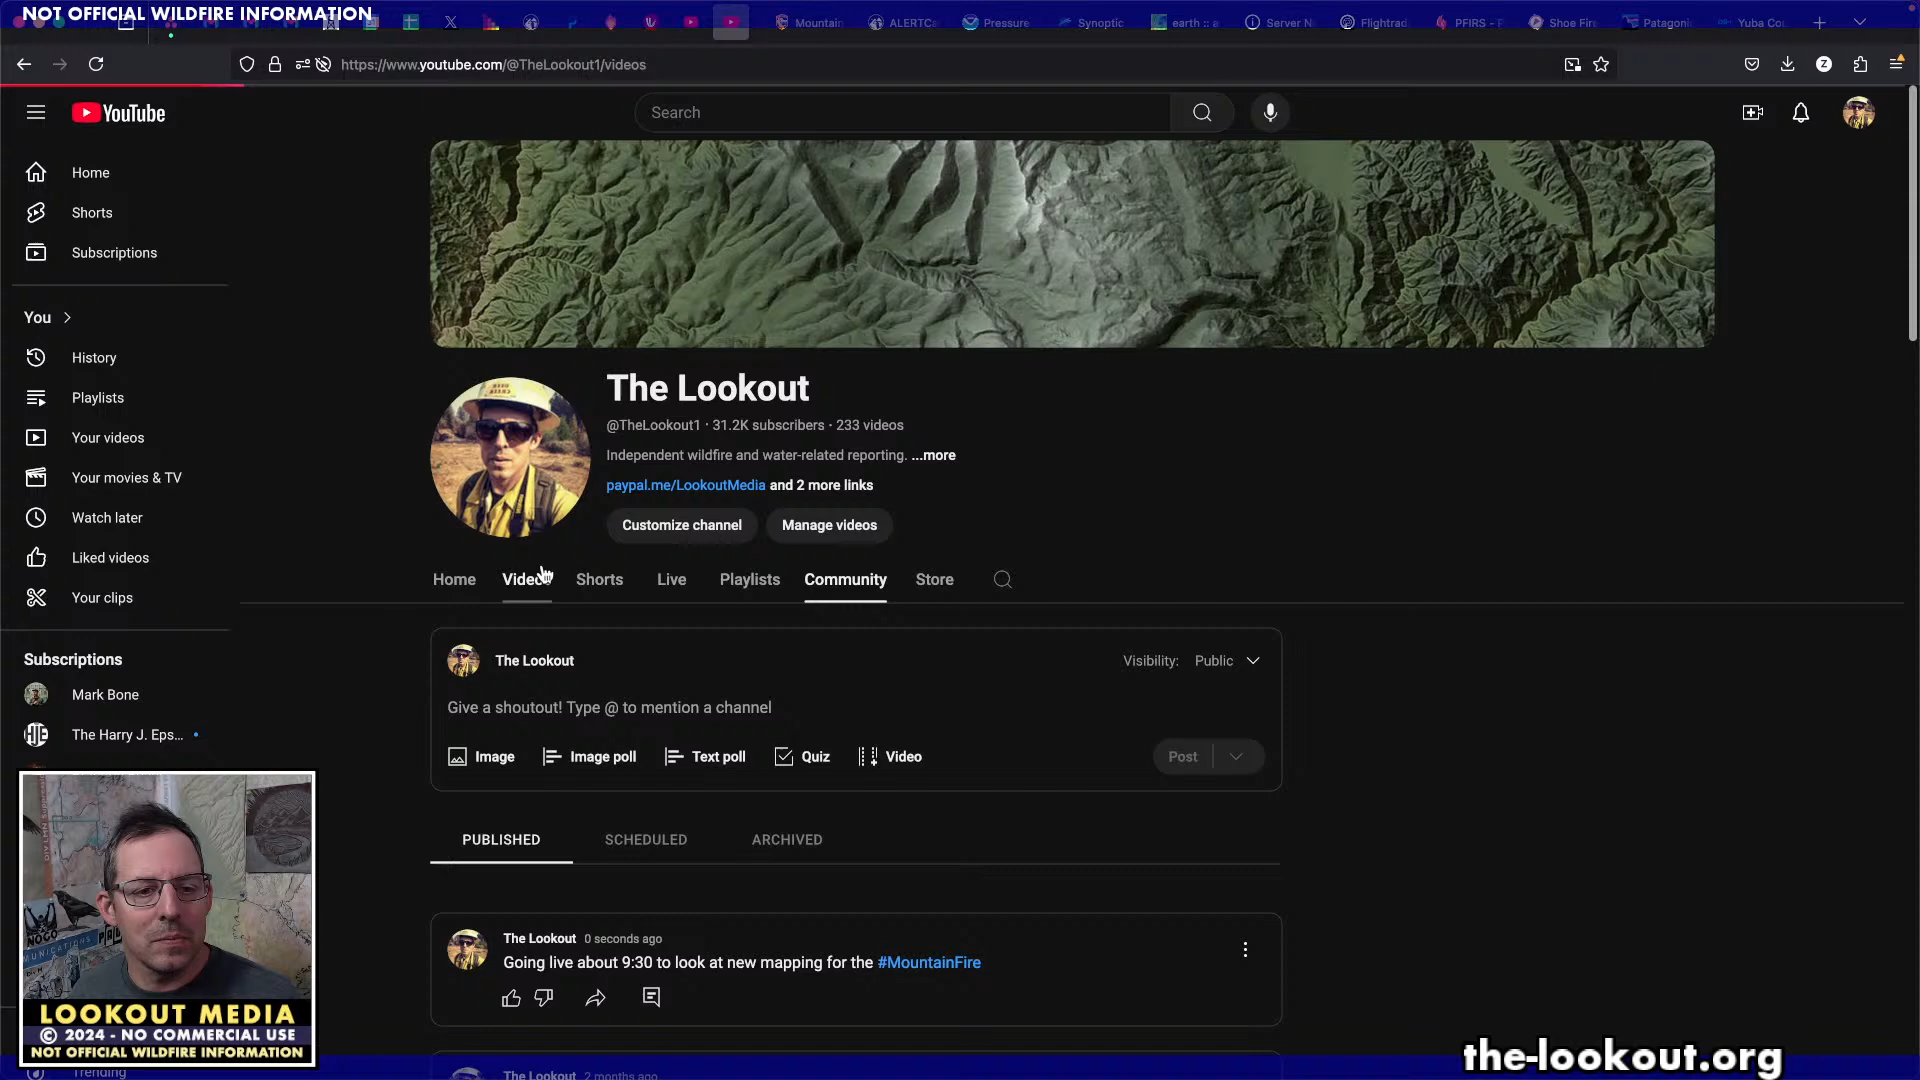 NOT OFFICIAL WILDFIRE INFORMATION
Mountain
ALERTCa
Pressure
Synoptic
earth :: a
Server N
Flightrad
PFIRS - P
Shoe Fire
Patagoni
Yuba Cou
https://www.youtube.com/@TheLookout1/videos
YouTube
Search
Home
Shorts
Subscriptions
You
History
Playlists
Your videos
Your movies & TV
Watch later
Liked videos
Your clips
Subscriptions
Mark Bone
The Harry J. Eps...
Trending
The Lookout
@TheLookout1 · 31.2K subscribers · 233 videos
Independent wildfire and water-related reporting. ...more
paypal.me/LookoutMedia and 2 more links
Customize channel Manage videos
Home Videos Shorts Live Playlists Community Store
The Lookout Visibility: Public
Give a shoutout! Type @ to mention a channel
Image Image poll Text poll Quiz Video Post
PUBLISHED SCHEDULED ARCHIVED
The Lookout 0 seconds ago
Going live about 9:30 to look at new mapping for the #MountainFire
The Lookout 2 months ago
NOGO
LOOKOUT MEDIA
© 2024 - NO COMMERCIAL USE
NOT OFFICIAL WILDFIRE INFORMATION
the-lookout.org